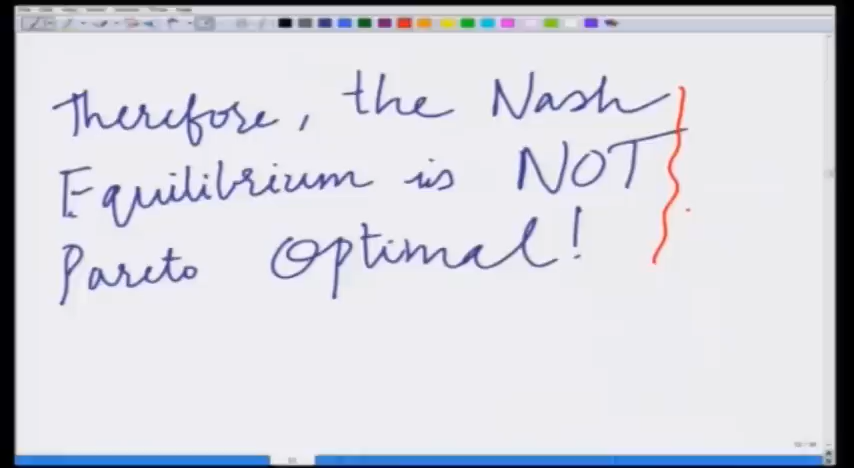 Therefore, the Nash
Equilibrium is NOT
Pareto Optimal!